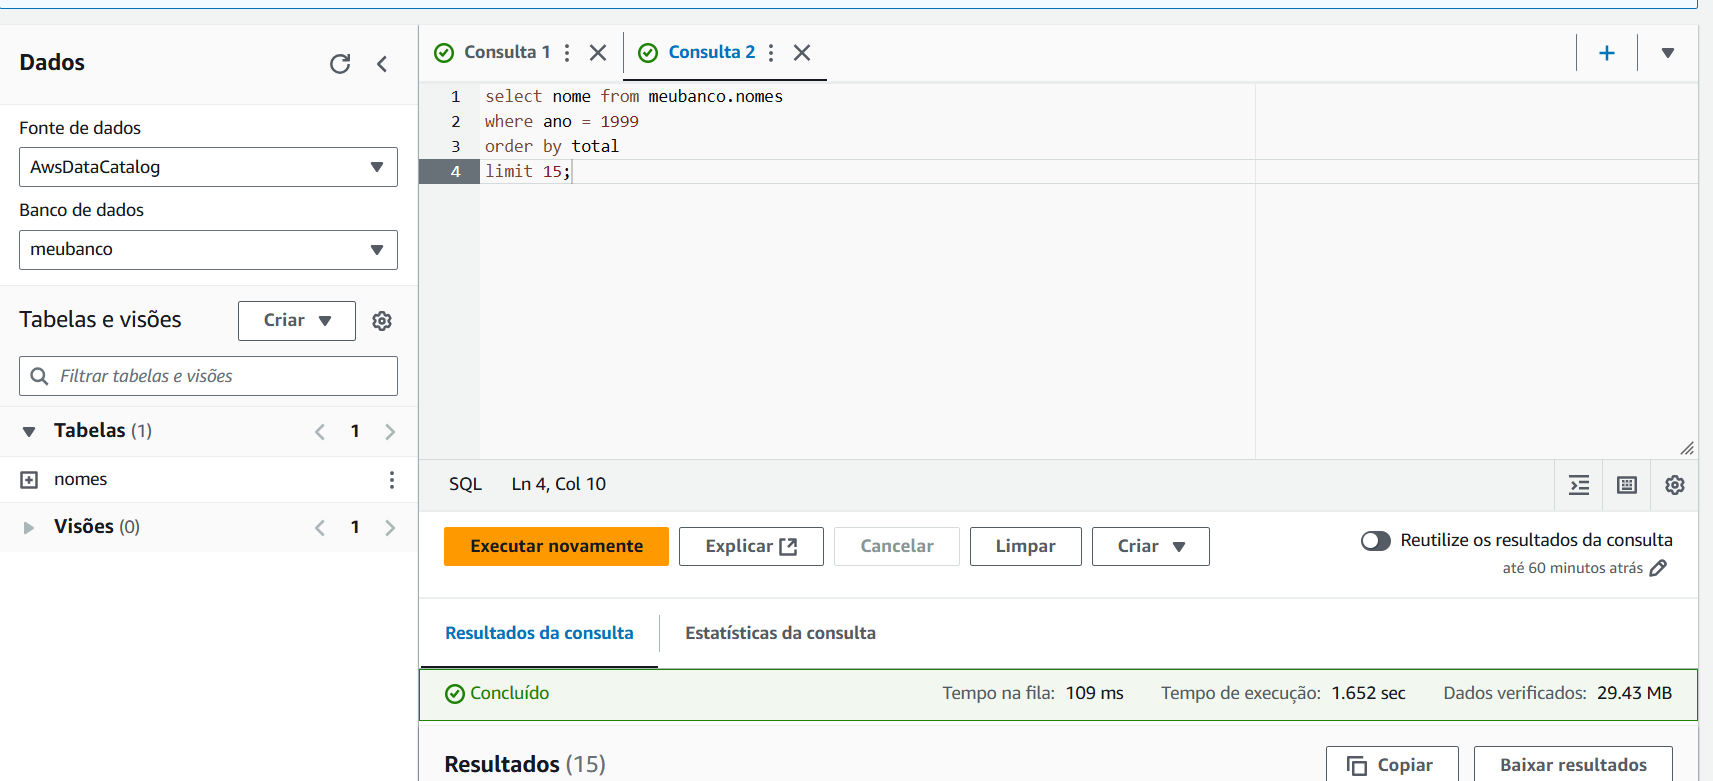 Dados
Fonte de dados
AwsDataCatalog
Banco de dados
meubanco
Tabelas e visões
Criar
Filtrar tabelas e visões
Tabelas (1)
1
nomes
Visões (0)
1
Consulta 1
Consulta 2
1 select nome from meubanco.nomes
2 where ano = 1999
3 order by total
4 limit 15;
SQL Ln 4, Col 10
Executar novamente
Explicar
Cancelar
Limpar
Criar
Reutilize os resultados da consulta
até 60 minutos atrás
Resultados da consulta
Estatísticas da consulta
Concluído
Tempo na fila: 109 ms
Tempo de execução: 1.652 sec
Dados verificados: 29.43 MB
Resultados (15)
Copiar
Baixar resultados